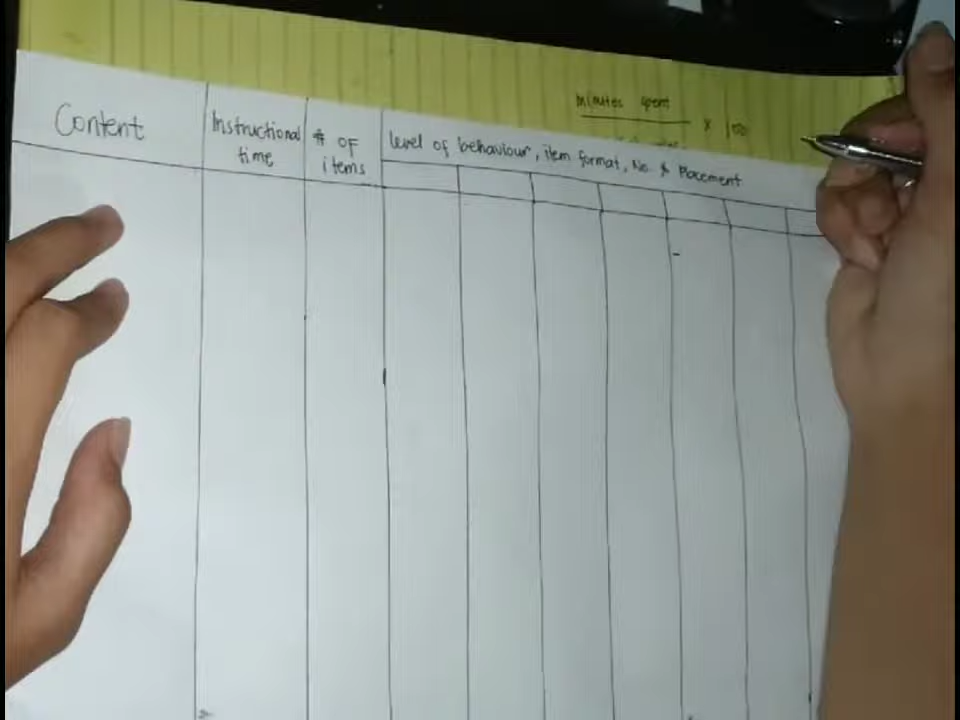 minutes spent
x 100
Content
Instructional
time
# of
items
level of behaviour, item format, No. & Placement